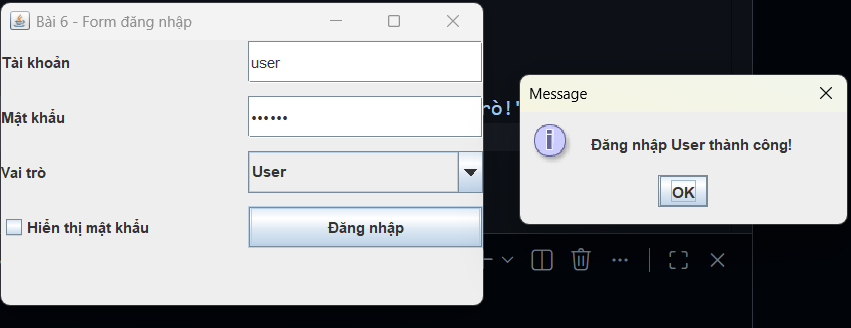 Bài 6 - Form đăng nhập
Tài khoản
user
Mật khẩu
••••••
Vai trò
User
Hiển thị mật khẩu
Đăng nhập
rò!"
Message
Đăng nhập User thành công!
OK